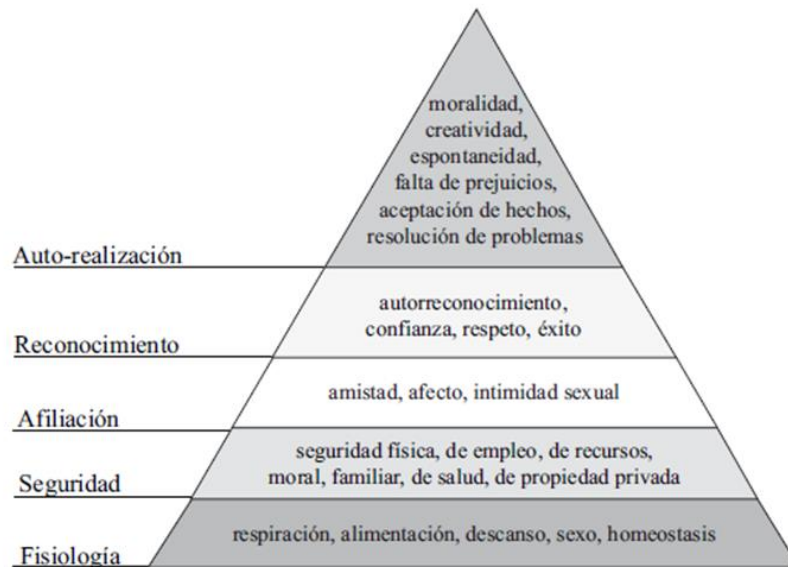 moralidad,
creatividad,
espontaneidad,
falta de prejuicios,
aceptación de hechos,
resolución de problemas
Auto-realización
autorreconocimiento,
confianza, respeto, éxito
Reconocimiento
amistad, afecto, intimidad sexual
Afiliación
seguridad física, de empleo, de recursos,
moral, familiar, de salud, de propiedad privada
Seguridad
respiración, alimentación, descanso, sexo, homeostasis
Fisiología